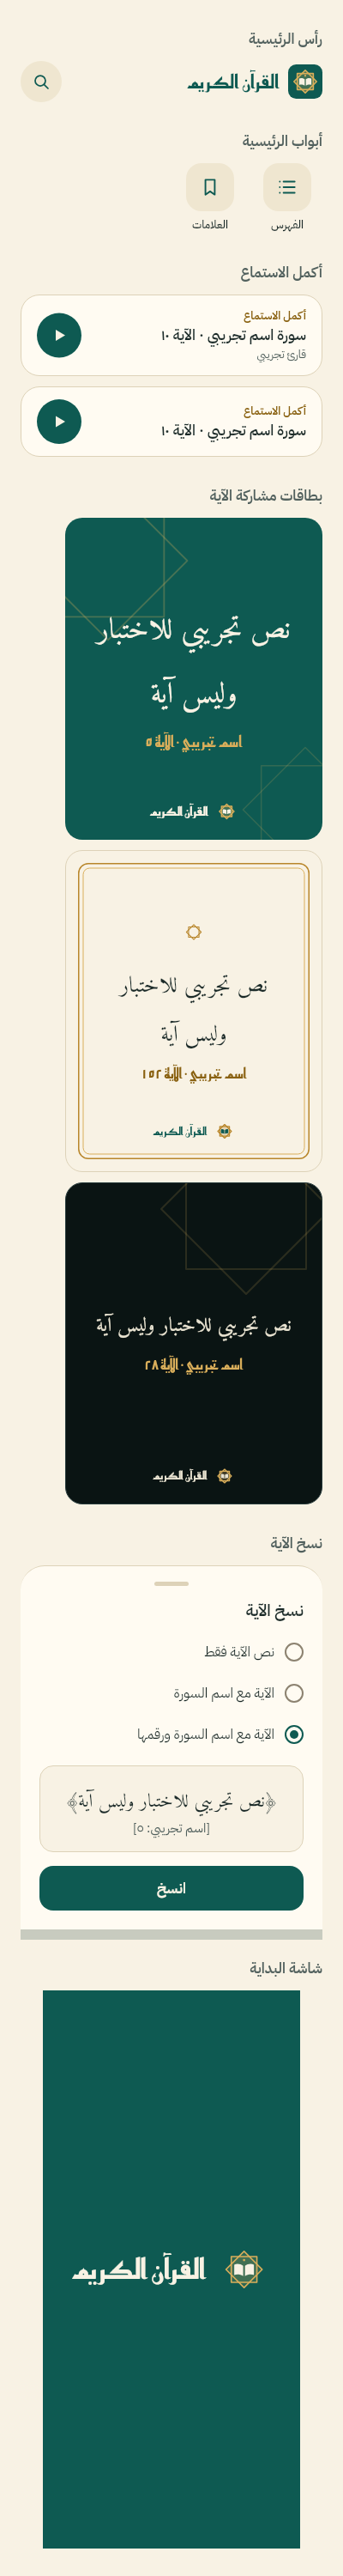 رأس الرئيسية
القرآن الكريم
أبواب الرئيسية
الفهرس
العلامات
أكمل الاستماع
أكمل الاستماع
سورة اسم تجريبي · الآية ١٠
قارئ تجريبي
أكمل الاستماع
سورة اسم تجريبي · الآية ١٠
بطاقات مشاركة الآية
نص تجريبي للاختبار
وليس آية
اسم تجريبي · الآية ٥
القرآن الكريم
نص تجريبي للاختبار
وليس آية
اسم تجريبي · الآية ١٥٢
القرآن الكريم
نص تجريبي للاختبار وليس آية
اسم تجريبي · الآية ٢٨
القرآن الكريم
نسخ الآية
نسخ الآية
نص الآية فقط
الآية مع اسم السورة
الآية مع اسم السورة ورقمها
﴿نص تجريبي للاختبار وليس آية﴾
[اسم تجريبي: ٥]
انسخ
شاشة البداية
القرآن الكريم